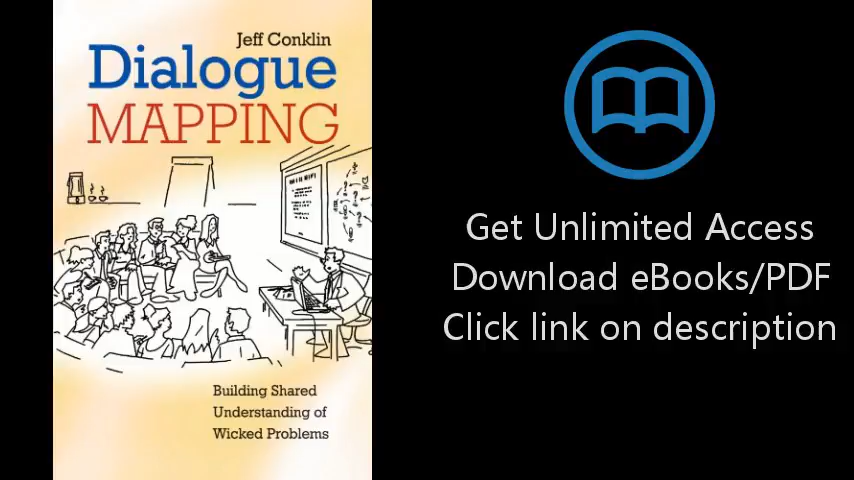 Jeff Conklin
Dialogue
MAPPING
Building Shared
Understanding of
Wicked Problems
Get Unlimited Access
Download eBooks/PDF
Click link on description